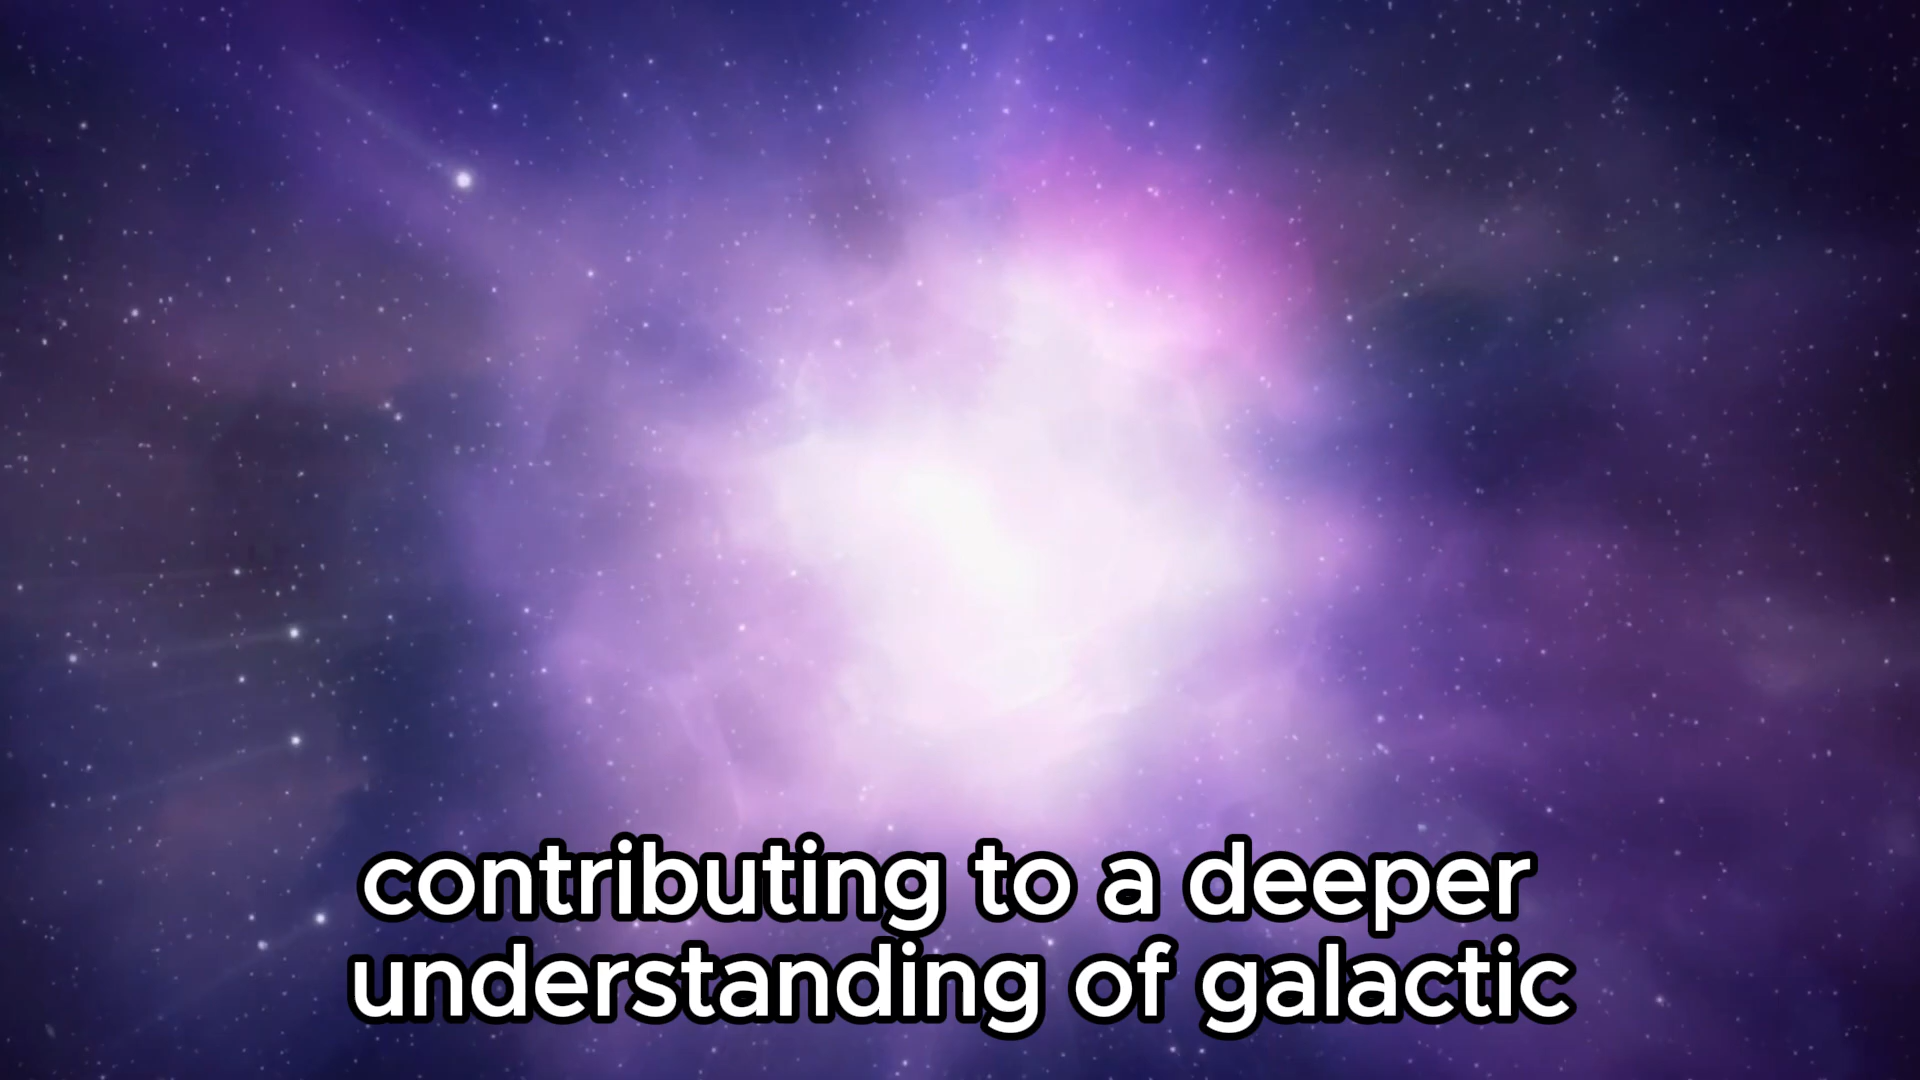 contributing to a deeper
understanding of galactic